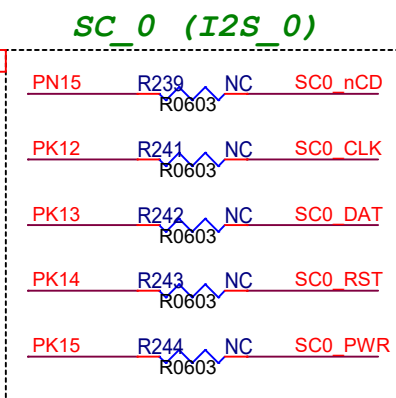 SC_0 (I2S_0)
PN15 R239 NC SC0_nCD
R0603
PK12 R241 NC SC0_CLK
R0603
PK13 R242 NC SC0_DAT
R0603
PK14 R243 NC SC0_RST
R0603
PK15 R244 NC SC0_PWR
R0603